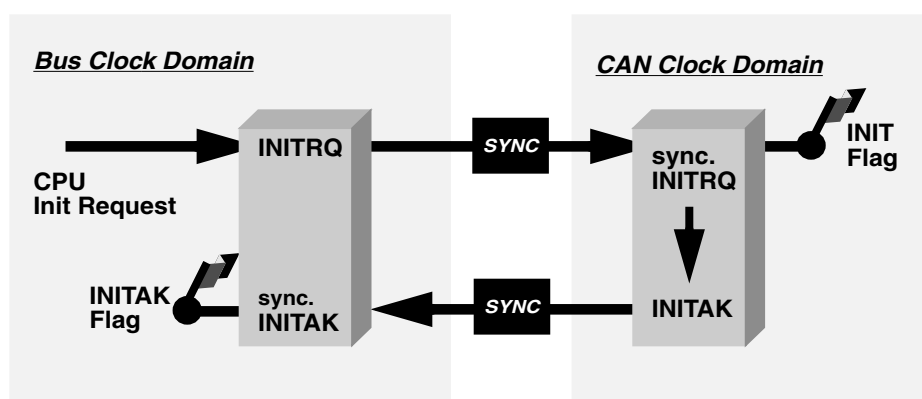 Bus Clock Domain
CAN Clock Domain
CPU
Init Request
INITRQ
SYNC
sync.
INITRQ
INIT
Flag
INITAK
Flag
sync.
INITAK
SYNC
INITAK